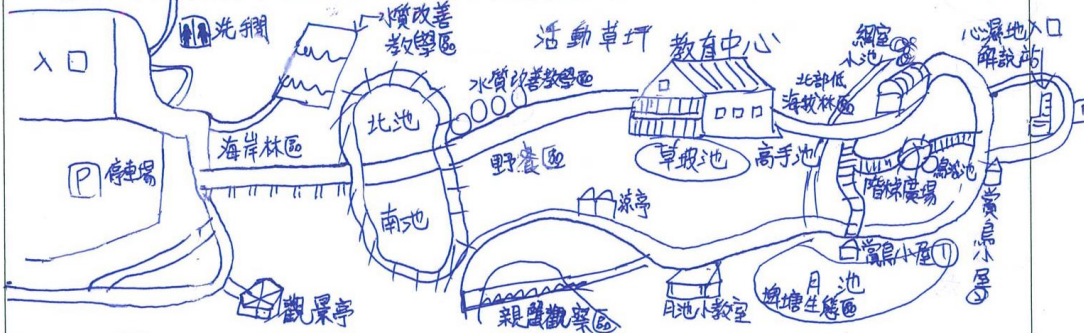 入口
洗手間
水質改善
教學區
活動草坪
教育中心
網室
水池
心濕地入口
解說所
水質改善教學區
北部低
海拔林區
北池
海岸林區
野餐區
草坡池
高手池
階梯廣場
P 停車場
南池
涼亭
賞鳥小屋①
賞鳥小屋②
月池
埤塘生態區
觀景亭
親蠶觀察區
月池小教室